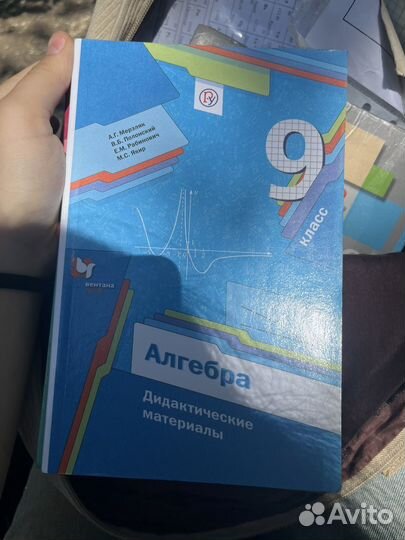 А.Г. Мерзляк
В.Б. Полонский
Е.М. Рабинович
М.С. Якир
9
класс
вентана
Алгебра
Дидактические
материалы
Avito